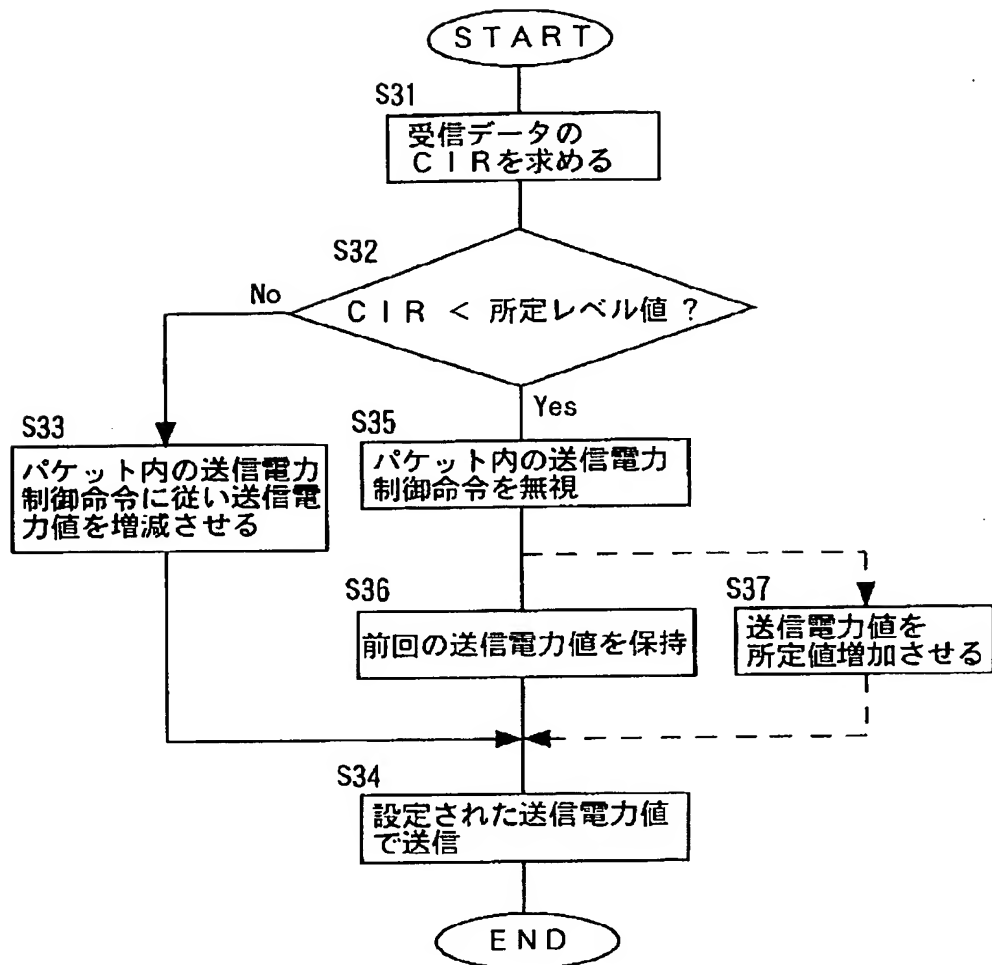 START
S31
受信データの
CIRを求める
S32
CIR < 所定レベル値?
No
Yes
S33
パケット内の送信電力
制御命令に従い送信電
力値を増減させる
S35
パケット内の送信電力
制御命令を無視
S36
前回の送信電力値を保持
S37
送信電力値を
所定値増加させる
S34
設定された送信電力値
で送信
END